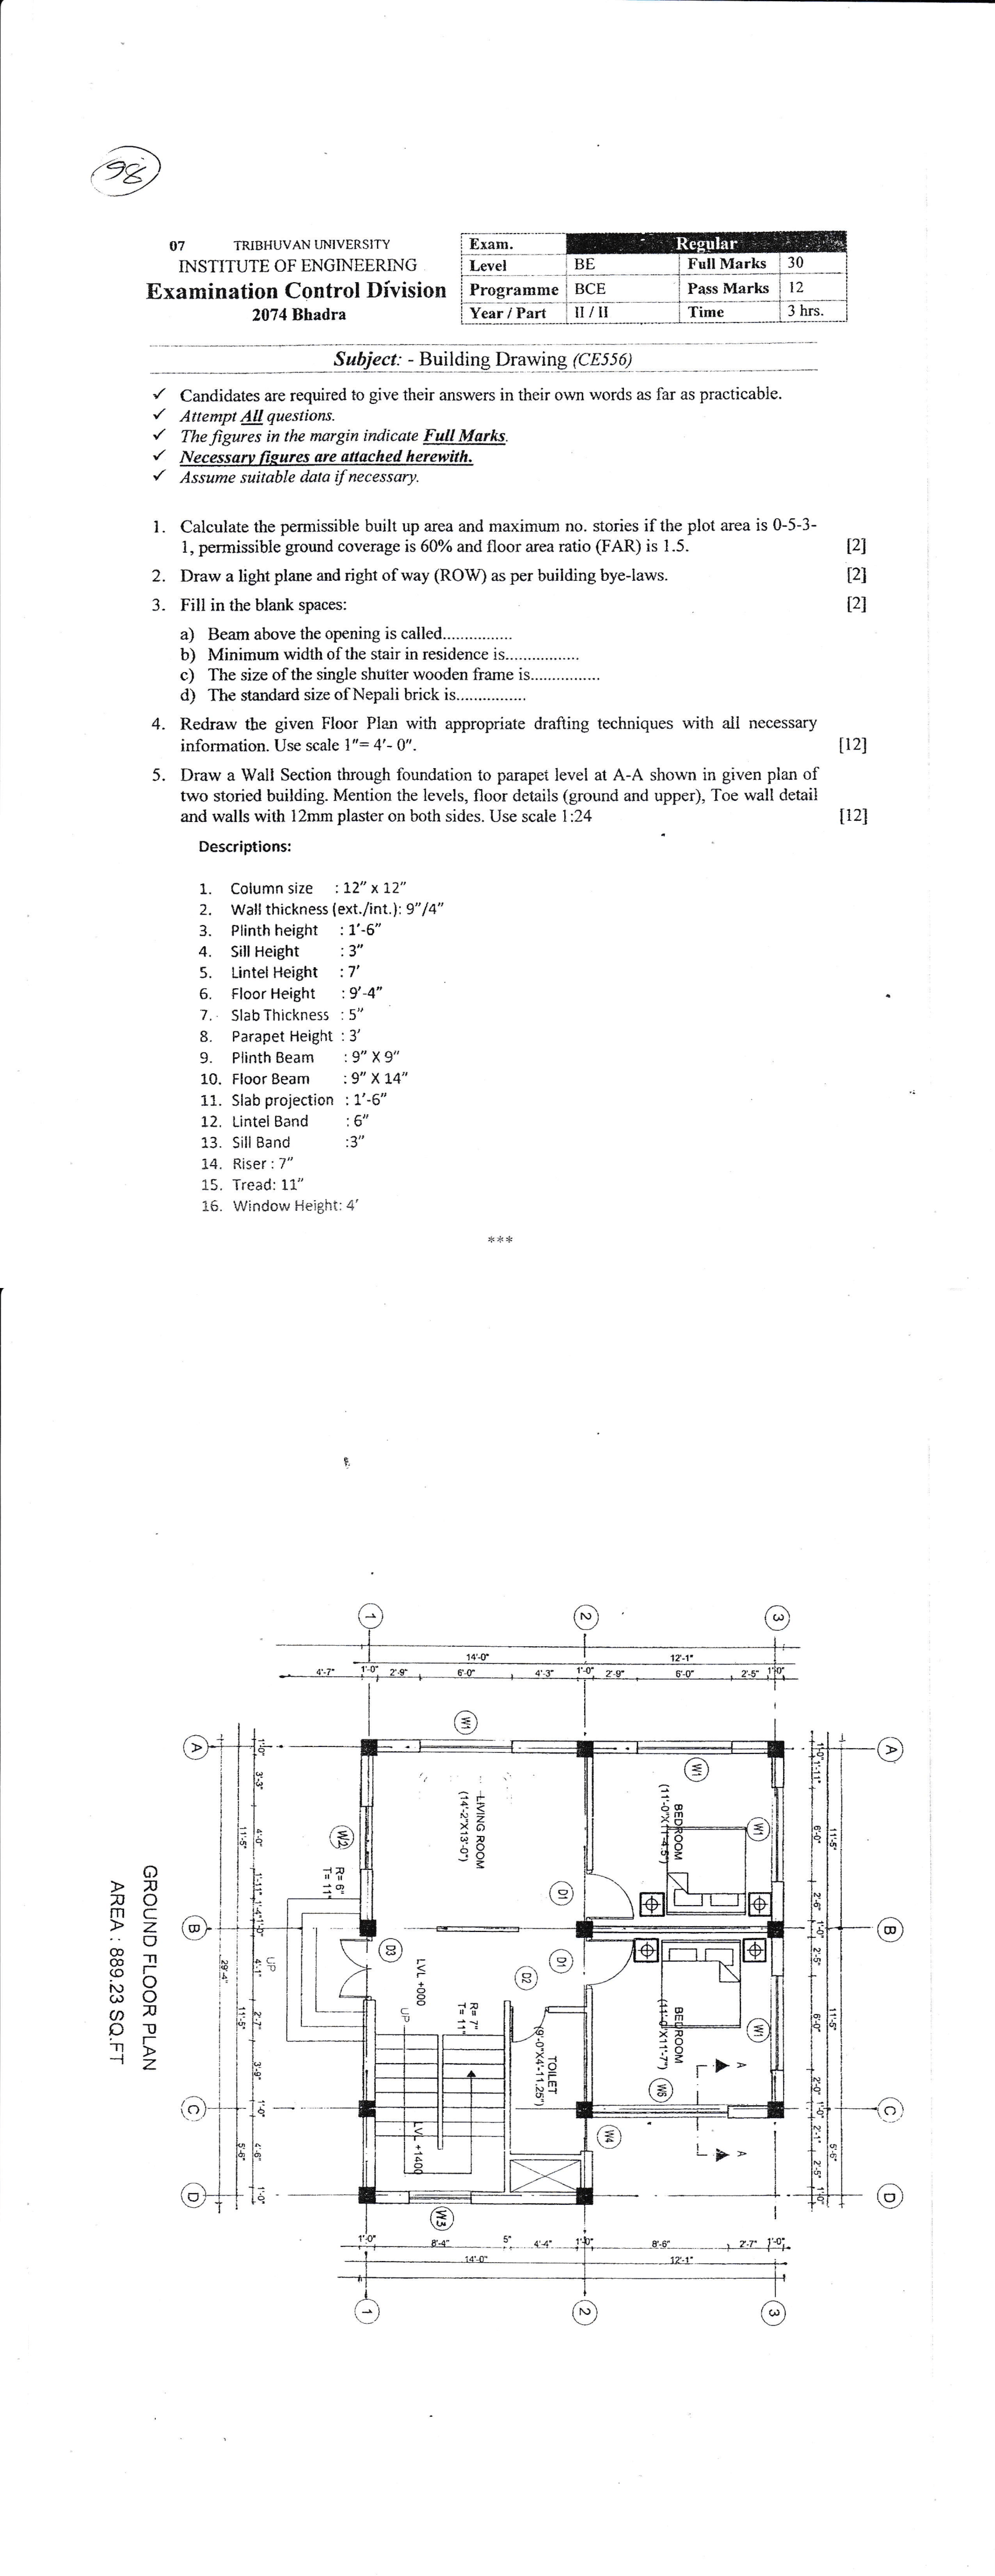 98
07 TRIBHUVAN UNIVERSITY
INSTITUTE OF ENGINEERING
Examination Control Division
2074 Bhadra
Exam. Regular
Level BE Full Marks 30
Programme BCE Pass Marks 12
Year / Part II / II Time 3 hrs.
Subject: - Building Drawing (CE556)
✓ Candidates are required to give their answers in their own words as far as practicable.
✓ Attempt All questions.
✓ The figures in the margin indicate Full Marks.
✓ Necessary figures are attached herewith.
✓ Assume suitable data if necessary.
1. Calculate the permissible built up area and maximum no. stories if the plot area is 0-5-3-
1, permissible ground coverage is 60% and floor area ratio (FAR) is 1.5. [2]
2. Draw a light plane and right of way (ROW) as per building bye-laws. [2]
3. Fill in the blank spaces: [2]
a) Beam above the opening is called................
b) Minimum width of the stair in residence is.................
c) The size of the single shutter wooden frame is................
d) The standard size of Nepali brick is................
4. Redraw the given Floor Plan with appropriate drafting techniques with all necessary
information. Use scale 1"= 4'- 0". [12]
5. Draw a Wall Section through foundation to parapet level at A-A shown in given plan of
two storied building. Mention the levels, floor details (ground and upper), Toe wall detail
and walls with 12mm plaster on both sides. Use scale 1:24 [12]
Descriptions:
1. Column size : 12" x 12"
2. Wall thickness (ext./int.): 9"/4"
3. Plinth height : 1'-6"
4. Sill Height : 3"
5. Lintel Height : 7'
6. Floor Height : 9'-4"
7. Slab Thickness : 5"
8. Parapet Height : 3'
9. Plinth Beam : 9" X 9"
10. Floor Beam : 9" X 14"
11. Slab projection : 1'-6"
12. Lintel Band : 6"
13. Sill Band :3"
14. Riser : 7"
15. Tread: 11"
16. Window Height: 4'
***
1 2 3
14'-0" 12'-1"
4'-7" 1'-0" 2'-9" 6'-0" 4'-3" 1'-0" 2'-9" 6'-0" 2'-5" 1'-0"
A B C D
1'-0" 1'-11" 6'-0" 2'-6" 1'-0" 2'-5" 6'-0" 2'-0" 1'-0" 2'-1" 2'-5" 1'-0"
11'-5" 11'-5" 5'-6"
W1
W1
W1
BEDROOM
LIVING ROOM
(14'-2"X13'-0")
W2
R= 6"
T= 11"
D1
D3
D1
D2
LVL +000
UP
R= 7"
T= 11"
BEDROOM
W1
TOILET
(9'-0"X4'-11.25")
W5
A
A
W4
LVL +1400
W3
UP
A B C D
1'-0" 3'-3" 4'-0" 1'-11" 1'-4" 1'-0" 4'-1" 2'-7" 3'-9" 1'-0" 4'-6" 1'-0"
11'-5" 11'-5" 5'-6"
29'-4"
1'-0" 8'-4" 5" 4'-4" 1'-0" 8'-6" 2'-7" 1'-0"
14'-0" 12'-1"
1 2 3
GROUND FLOOR PLAN
AREA : 889.23 SQ.FT